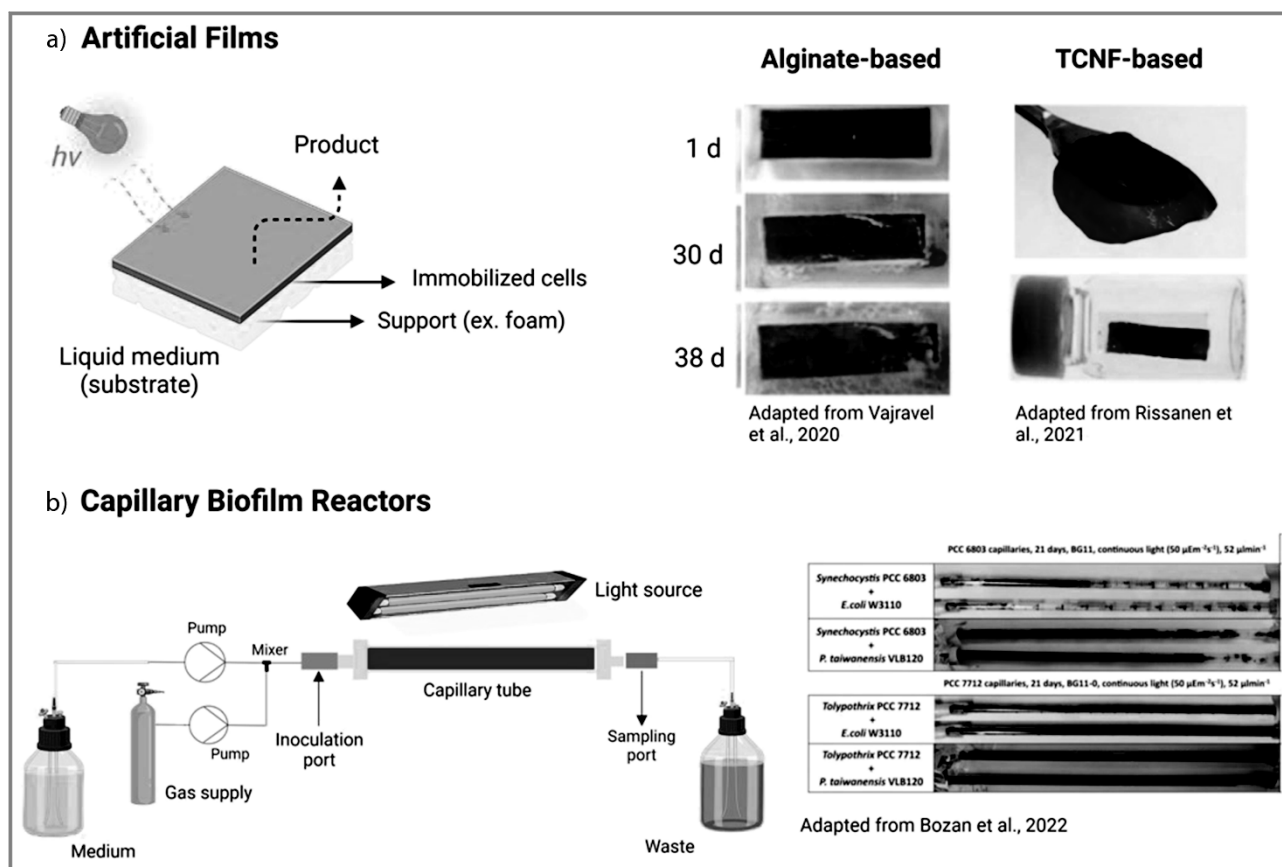 a) Artificial Films
Alginate-based
TCNF-based
hv
Product
Immobilized cells
Support (ex. foam)
Liquid medium
(substrate)
1 d
30 d
38 d
Adapted from Vajravel
et al., 2020
Adapted from Rissanen et
al., 2021
b) Capillary Biofilm Reactors
Light source
Pump
Mixer
Capillary tube
Pump
Inoculation
port
Sampling
port
Gas supply
Medium
Waste
PCC 6803 capillaries, 21 days, BG11, continuous light (50 µEm⁻²s⁻¹), 52 µlmin⁻¹
Synechocystis PCC 6803
+
E.coli W3110
Synechocystis PCC 6803
+
P. taiwanensis VLB120
PCC 7712 capillaries, 21 days, BG11-0, continuous light (50 µEm⁻²s⁻¹), 52 µlmin⁻¹
Tolypothrix PCC 7712
+
E.coli W3110
Tolypothrix PCC 7712
+
P. taiwanensis VLB120
Adapted from Bozan et al., 2022